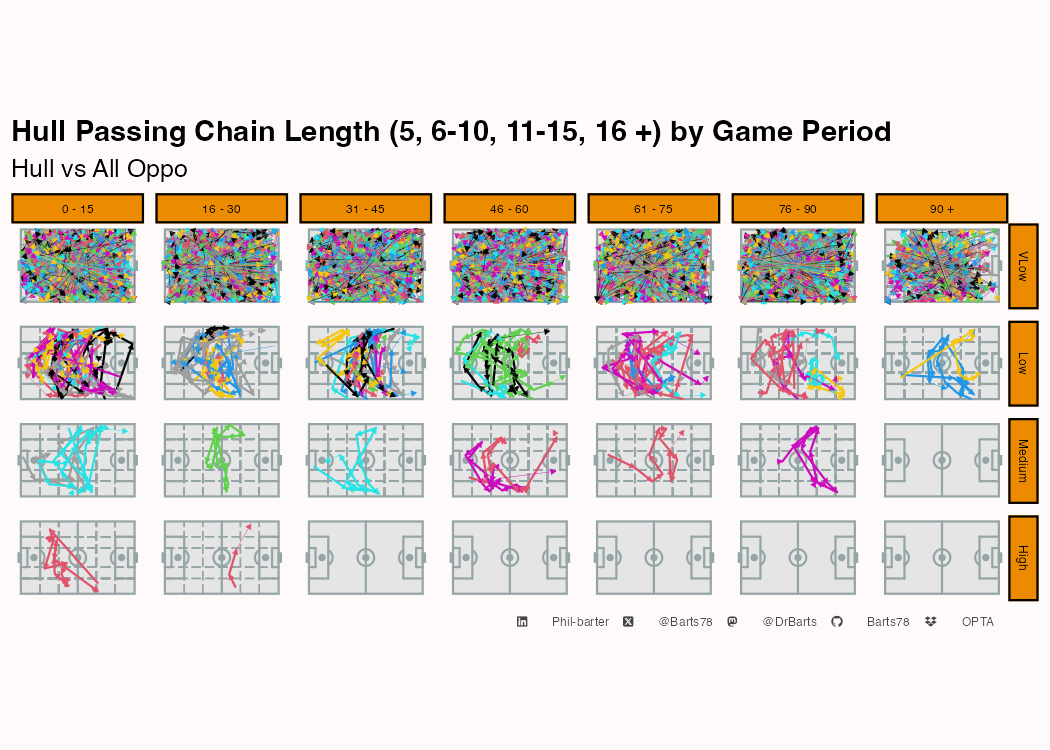 Hull Passing Chain Length (5, 6-10, 11-15, 16 +) by Game Period
Hull vs All Oppo
0 - 15 16 - 30 31 - 45 46 - 60 61 - 75 76 - 90 90 +
VLow
Low
Medium
High
Phil-barter @Barts78 @DrBarts Barts78 OPTA